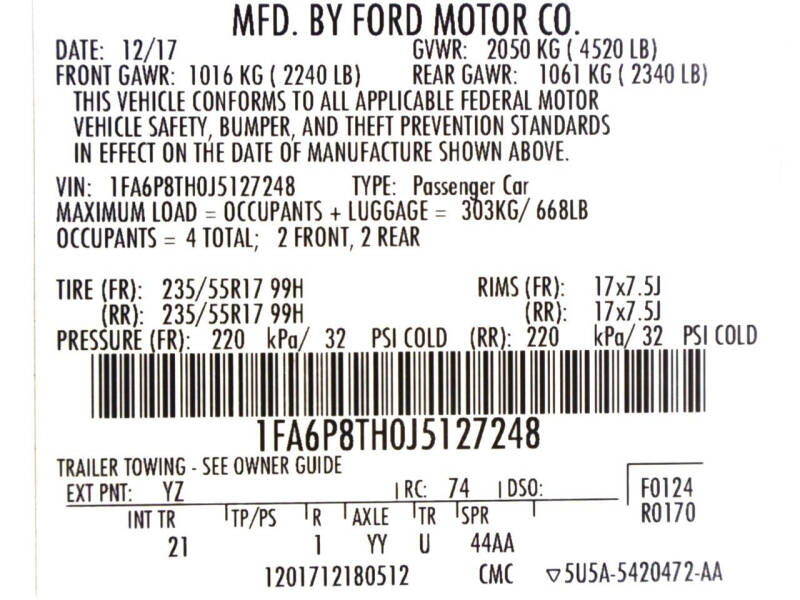 MFD. BY FORD MOTOR CO.
DATE: 12/17 GVWR: 2050 KG ( 4520 LB)
FRONT GAWR: 1016 KG ( 2240 LB) REAR GAWR: 1061 KG ( 2340 LB)
THIS VEHICLE CONFORMS TO ALL APPLICABLE FEDERAL MOTOR
VEHICLE SAFETY, BUMPER, AND THEFT PREVENTION STANDARDS
IN EFFECT ON THE DATE OF MANUFACTURE SHOWN ABOVE.
VIN: 1FA6P8TH0J5127248 TYPE: Passenger Car
MAXIMUM LOAD = OCCUPANTS + LUGGAGE = 303KG/ 668LB
OCCUPANTS = 4 TOTAL; 2 FRONT, 2 REAR
TIRE (FR): 235/55R17 99H RIMS (FR): 17x7.5J
(RR): 235/55R17 99H (RR): 17x7.5J
PRESSURE (FR): 220 kPa/ 32 PSI COLD (RR): 220 kPa/ 32 PSI COLD
1FA6P8TH0J5127248
TRAILER TOWING - SEE OWNER GUIDE
EXT PNT: YZ RC: 74 DSO: F0124
INT TR TP/PS R AXLE TR SPR R0170
21 1 YY U 44AA
1201712180512 CMC ▽5U5A-5420472-AA